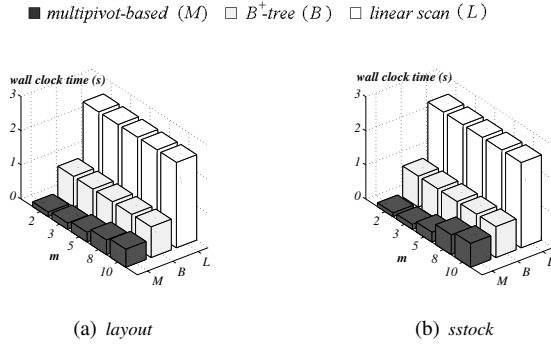 multipivot-based (M) B+-tree (B) linear scan (L)
wall clock time (s)
3
2
1
0
2
3
5
8
10
m
M
B
L
(a) layout
wall clock time (s)
3
2
1
0
2
3
5
8
10
m
M
B
L
(b) sstock